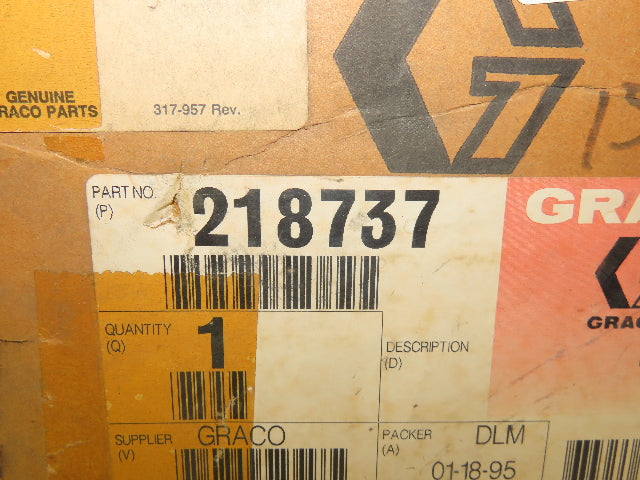 GENUINE
RACO PARTS
317-957 Rev.
PART NO.
(P)
218737
GRA
GRAC
QUANTITY
(Q)
1
DESCRIPTION
(D)
SUPPLIER
(V)
GRACO
PACKER
(A)
DLM
01-18-95